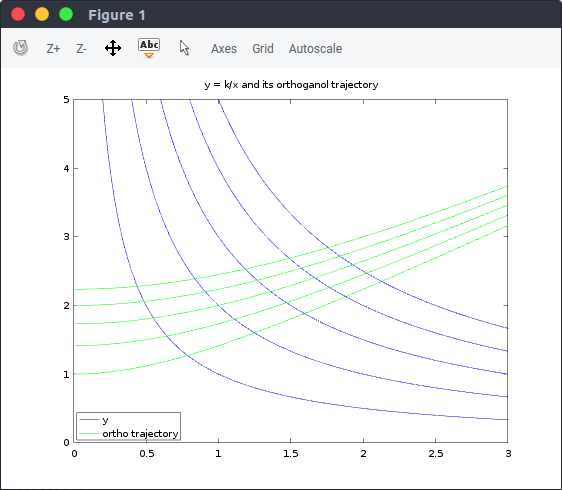 Figure 1
Z+ Z- Abc Axes Grid Autoscale
y = k/x and its orthoganol trajectory
5
4
3
2
1
0
y
ortho trajectory
0 0.5 1 1.5 2 2.5 3